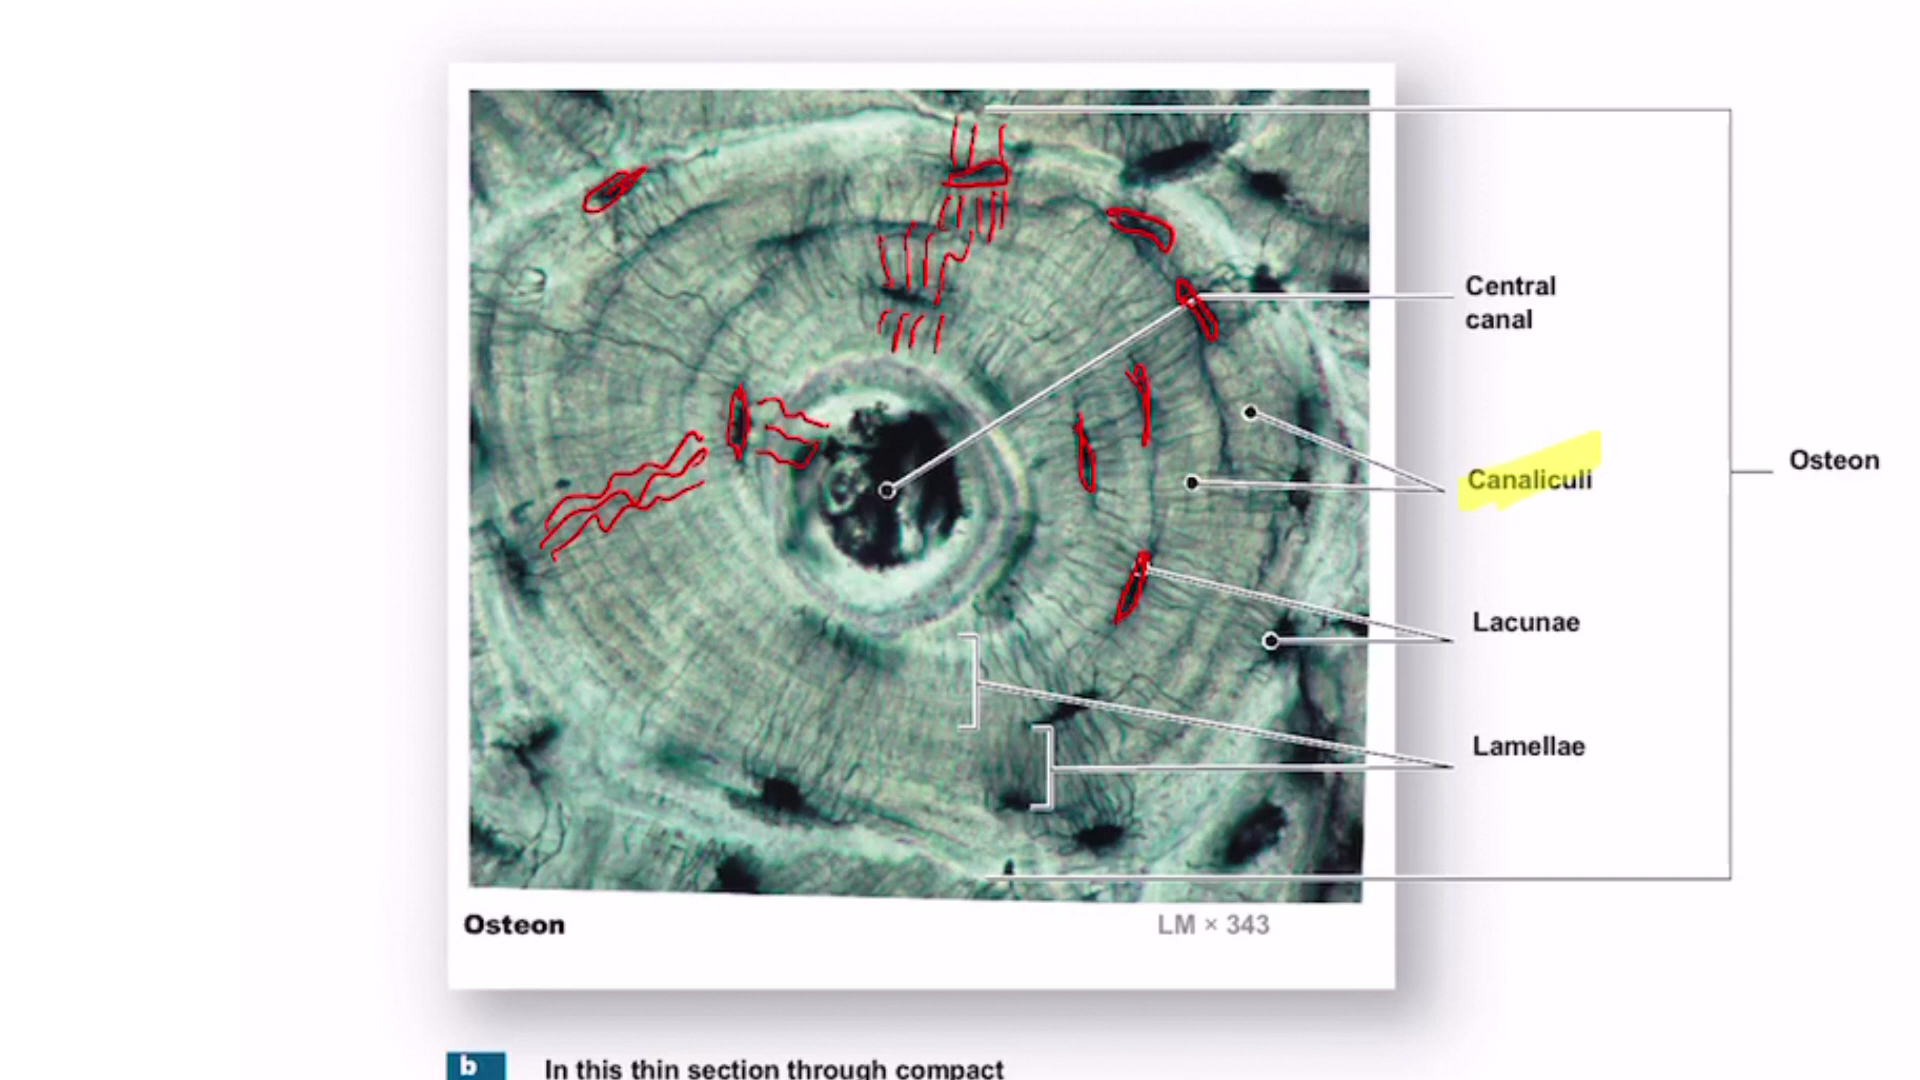 Central
canal
Canaliculi
Osteon
Lacunae
Lamellae
Osteon
LM × 343
b In this thin section through compact